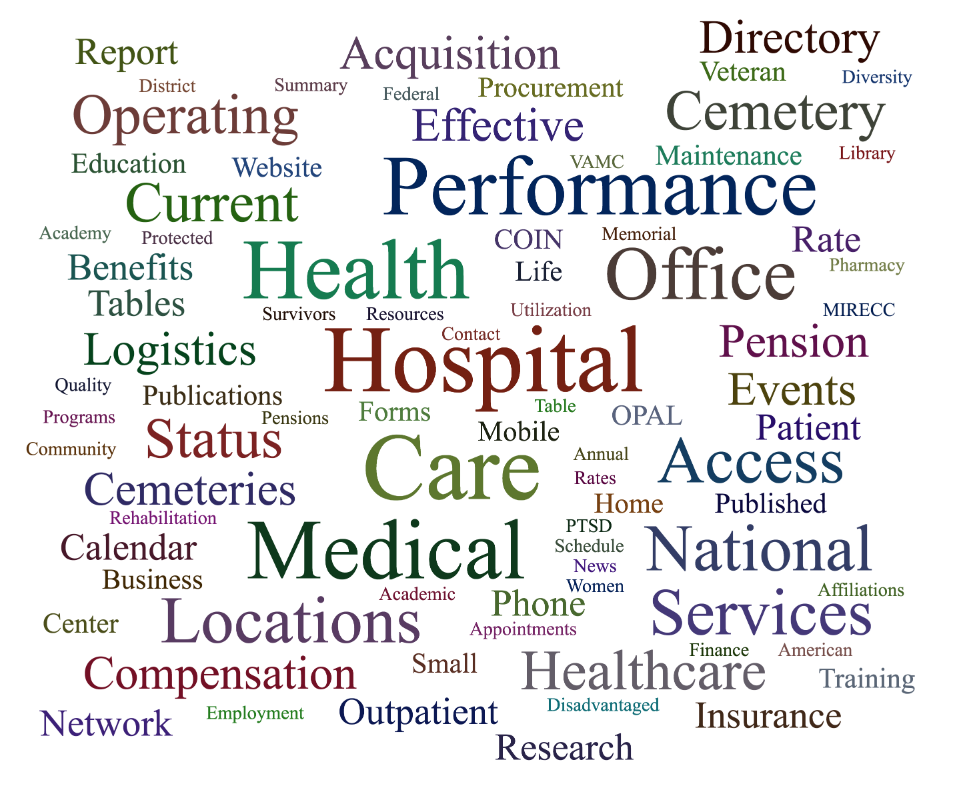 Report
Acquisition
Directory
District
Summary
Federal
Procurement
Veteran
Diversity
Operating
Effective
Cemetery
Education
Website
VAMC
Maintenance
Library
Current
Performance
Academy
Protected
COIN
Memorial
Rate
Benefits
Health
Life
Office
Pharmacy
Tables
Survivors
Resources
Utilization
MIRECC
Logistics
Contact
Hospital
Pension
Quality
Publications
Events
Programs
Pensions
Forms
Table
OPAL
Patient
Community
Status
Mobile
Care
Annual
Access
Rates
Cemeteries
Home
Published
Rehabilitation
Calendar
Medical
PTSD
Schedule
National
Business
News
Women
Academic
Phone
Affiliations
Center
Locations
Appointments
Services
Finance
American
Compensation
Small
Healthcare
Training
Network
Employment
Outpatient
Disadvantaged
Insurance
Research